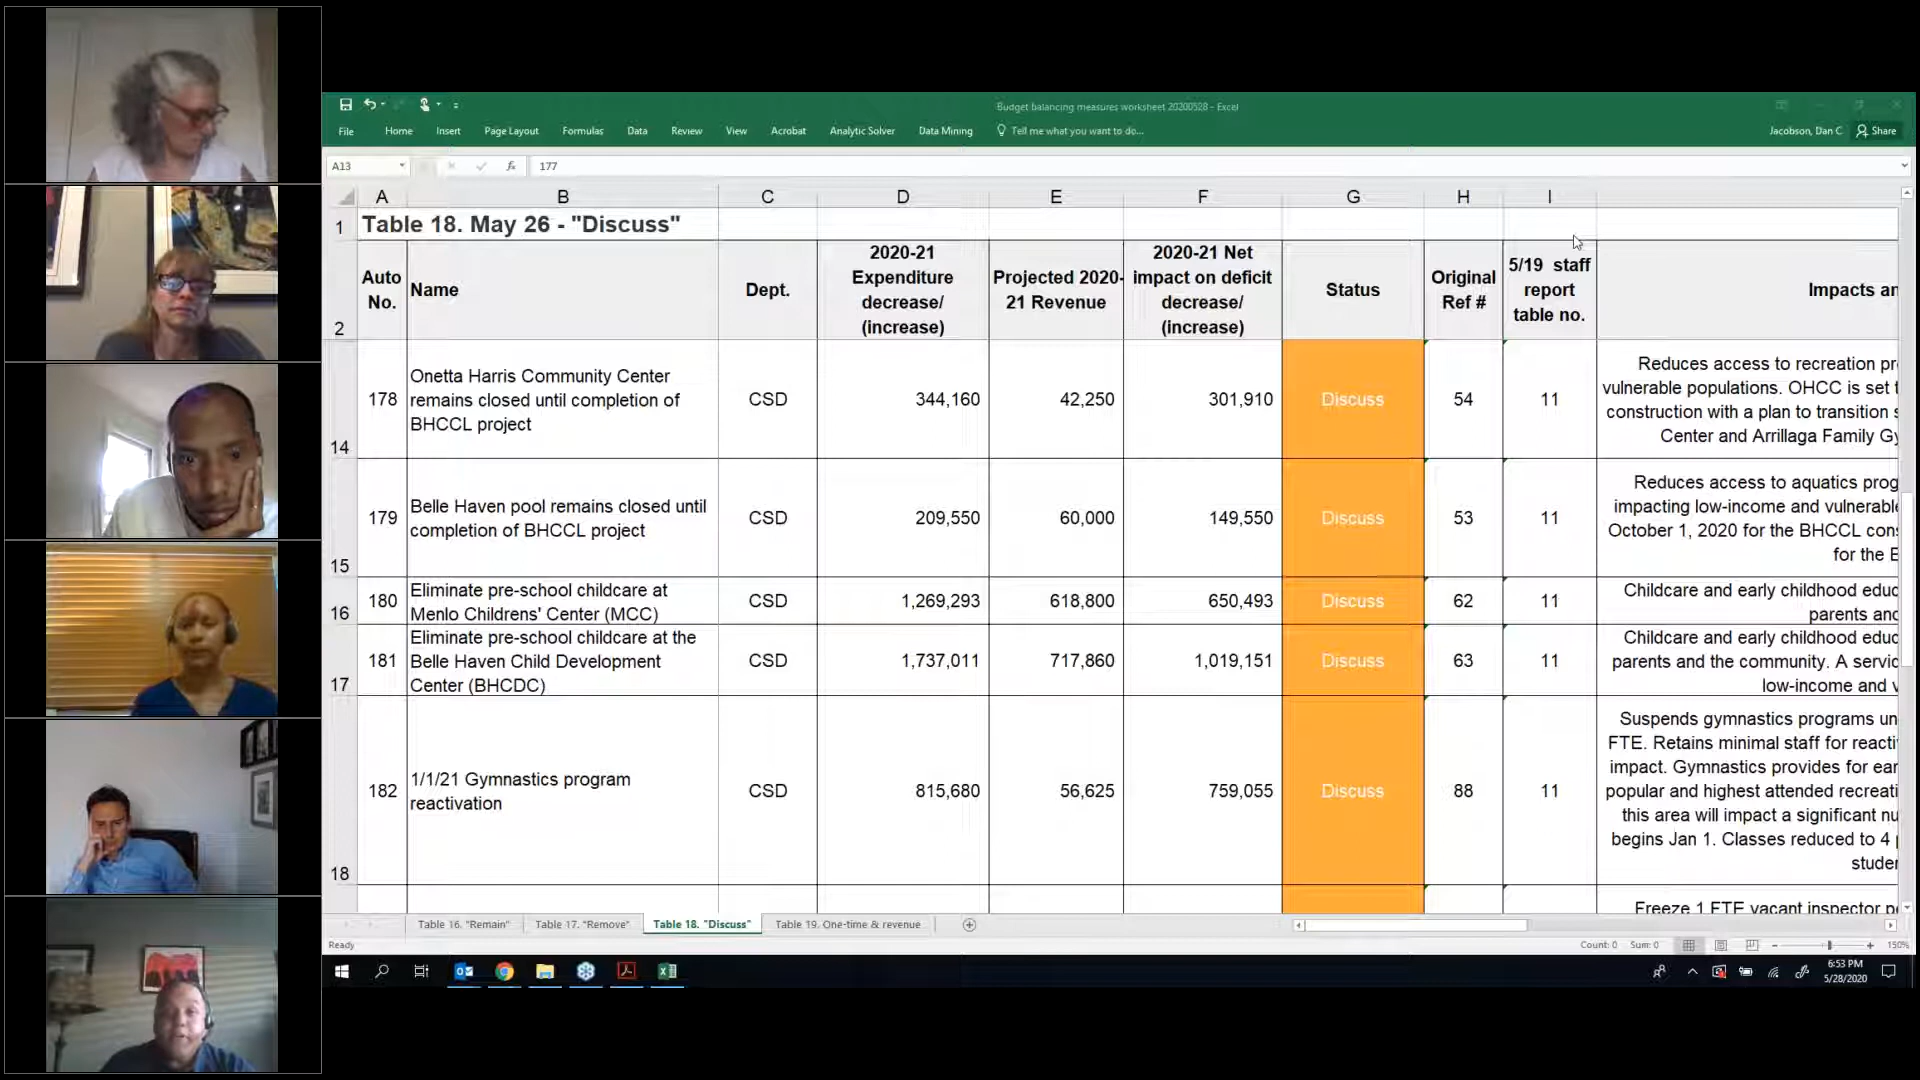 Budget balancing measures worksheet 20200528 - Excel
File Home Insert Page Layout Formulas Data Review View Acrobat Analytic Solver Data Mining Tell me what you want to do... Jacobson, Dan C Share
A13 fx 177
A B C D E F G H I
1 Table 18. May 26 - "Discuss"
2020-21 2020-21 Net
Auto Expenditure Projected 2020- impact on deficit Original 5/19 staff
No. Name Dept. decrease/ 21 Revenue decrease/ Status Ref # report Impacts an
2 (increase) (increase) table no.
Onetta Harris Community Center Reduces access to recreation pr
178 remains closed until completion of CSD 344,160 42,250 301,910 Discuss 54 11 vulnerable populations. OHCC is set t
BHCCL project construction with a plan to transition s
14 Center and Arrillaga Family Gy
Belle Haven pool remains closed until Reduces access to aquatics prog
179 completion of BHCCL project CSD 209,550 60,000 149,550 Discuss 53 11 impacting low-income and vulnerable
October 1, 2020 for the BHCCL cons
15 for the E
Eliminate pre-school childcare at Childcare and early childhood educ
16 180 Menlo Childrens' Center (MCC) CSD 1,269,293 618,800 650,493 Discuss 62 11 parents and
Eliminate pre-school childcare at the Childcare and early childhood educ
181 Belle Haven Child Development CSD 1,737,011 717,860 1,019,151 Discuss 63 11 parents and the community. A servic
17 Center (BHCDC) low-income and v
Suspends gymnastics programs un
FTE. Retains minimal staff for reacti
1/1/21 Gymnastics program impact. Gymnastics provides for ear
182 reactivation CSD 815,680 56,625 759,055 Discuss 88 11 popular and highest attended recreati
this area will impact a significant nu
begins Jan 1. Classes reduced to 4 p
18 studen
Freeze 1 FTE vacant inspector po
Table 16. "Remain" Table 17. "Remove" Table 18. "Discuss" Table 19. One-time & revenue
Ready Count: 0 Sum: 0 150%
6:53 PM
5/28/2020